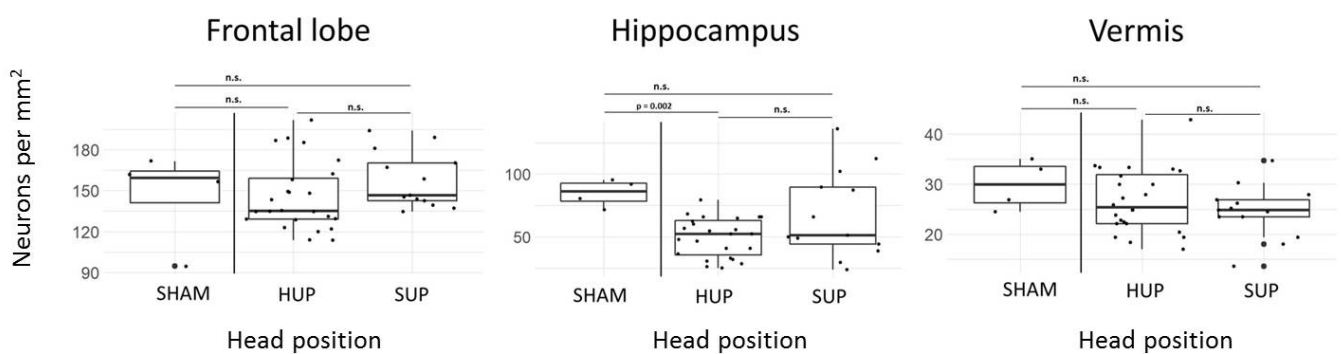 Frontal lobe
Hippocampus
Vermis
Neurons per mm²
n.s.
n.s.
n.s.
180
150
120
90
SHAM
HUP
SUP
Head position
n.s.
p = 0.002
n.s.
100
50
SHAM
HUP
SUP
Head position
n.s.
n.s.
n.s.
40
30
20
SHAM
HUP
SUP
Head position